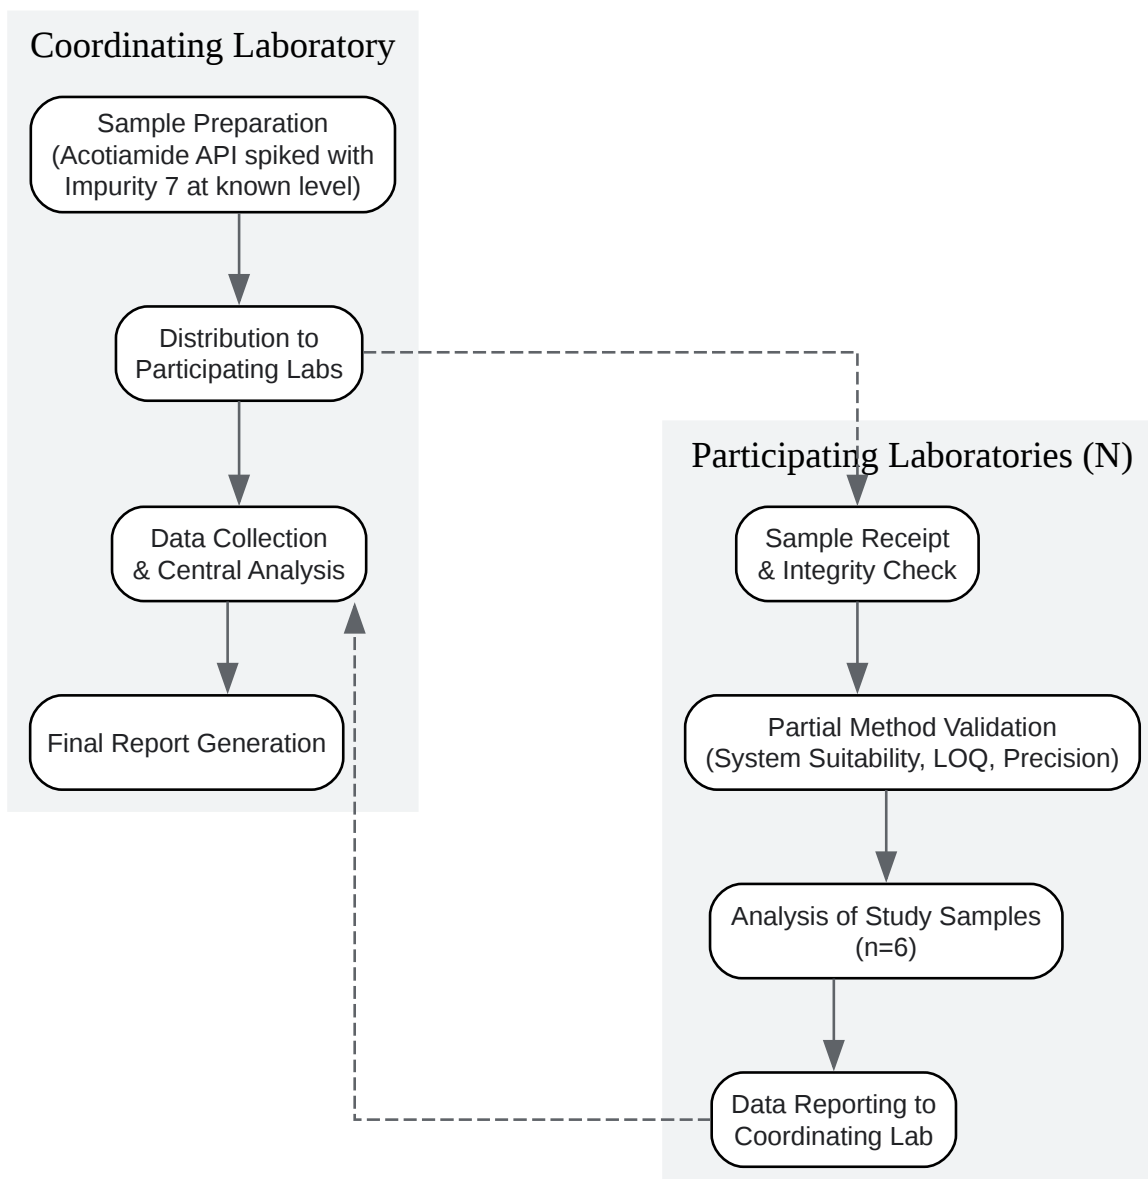 Coordinating Laboratory
Sample Preparation
(Acotiamide API spiked with
Impurity 7 at known level)
Distribution to
Participating Labs
Data Collection
& Central Analysis
Final Report Generation
Participating Laboratories (N)
Sample Receipt
& Integrity Check
Partial Method Validation
(System Suitability, LOQ, Precision)
Analysis of Study Samples
(n=6)
Data Reporting to
Coordinating Lab